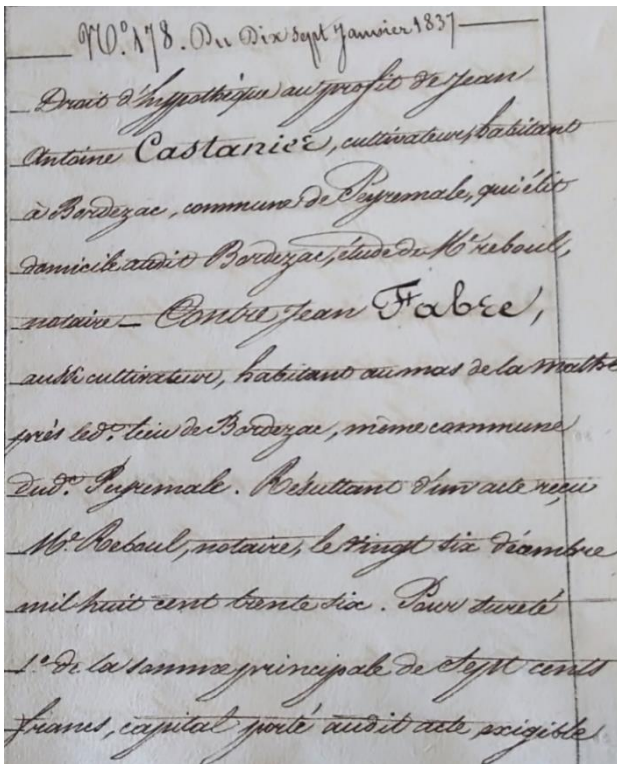 N.º 178. Du Dix Sept Janvier 1837
Droit d'hypothèque au profit de Jean
Antoine Castanier, cultivateur, habitant
à Bordezac, commune de Peyremale, qui élit
domicile audit Bordezac, étude de Me reboul,
notaire - Contre Jean Fabre,
aussi cultivateur, habitant au mas de la mathe
près led.t lieu de Bordezac, même commune
dud.t Peyremale. Résultant d'un acte reçu
Me Reboul, notaire, le vingt six décembre
mil huit cent trente six. Pour sureté
1.º de la somme principale de Sept cents
francs, capital porté audit acte, exigible